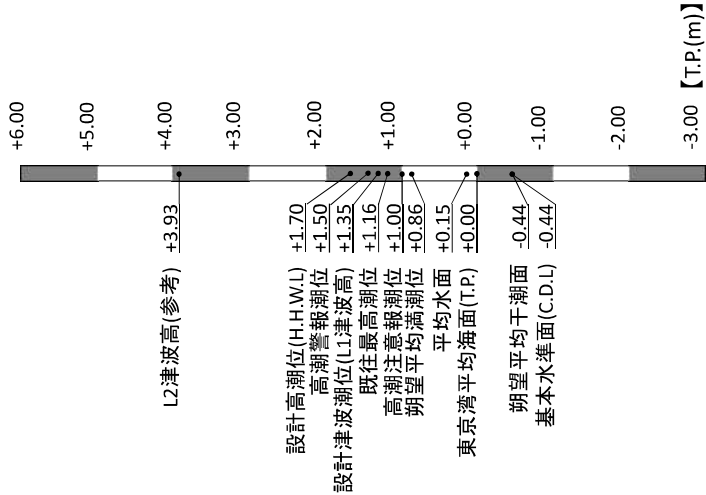 【T.P.(m)】
+6.00
+5.00
+4.00
+3.00
+2.00
+1.00
+0.00
-1.00
-2.00
-3.00
L2津波高(参考) +3.93
設計高潮位(H.H.W.L) +1.70
高潮警報潮位 +1.50
設計津波潮位(L1津波高) +1.35
既往最高潮位 +1.16
高潮注意報潮位 +1.00
朔望平均満潮位 +0.86
平均水面 +0.15
東京湾平均海面(T.P.) +0.00
朔望平均干潮面 -0.44
基本水準面(C.D.L) -0.44